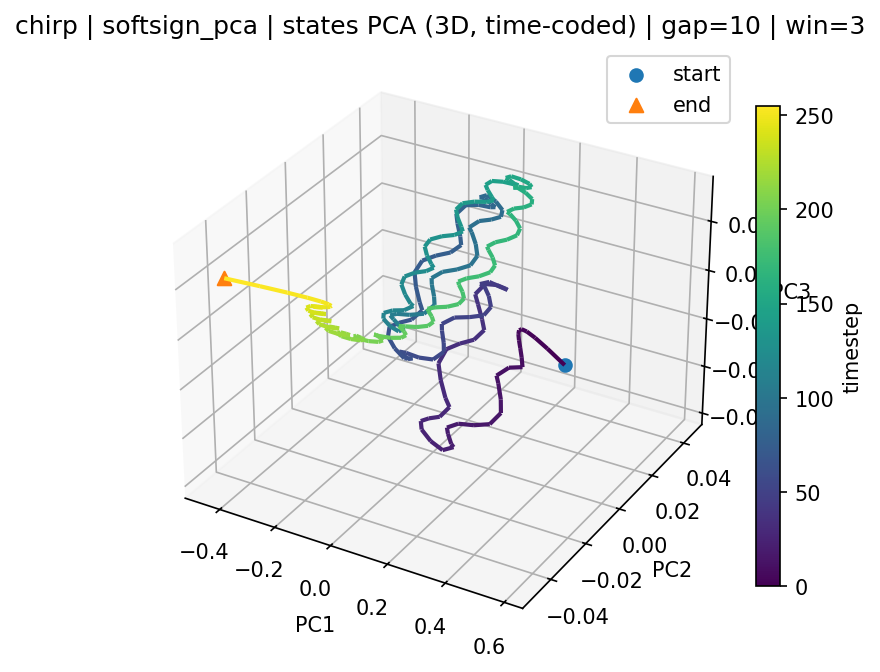 chirp | softsign_pca | states PCA (3D, time-coded) | gap=10 | win=3
start
end
250
200
150
100
50
0
timestep
PC3
0.04
0.02
0.00
−0.02
−0.04
PC2
−0.4
−0.2
0.0
0.2
0.4
0.6
PC1